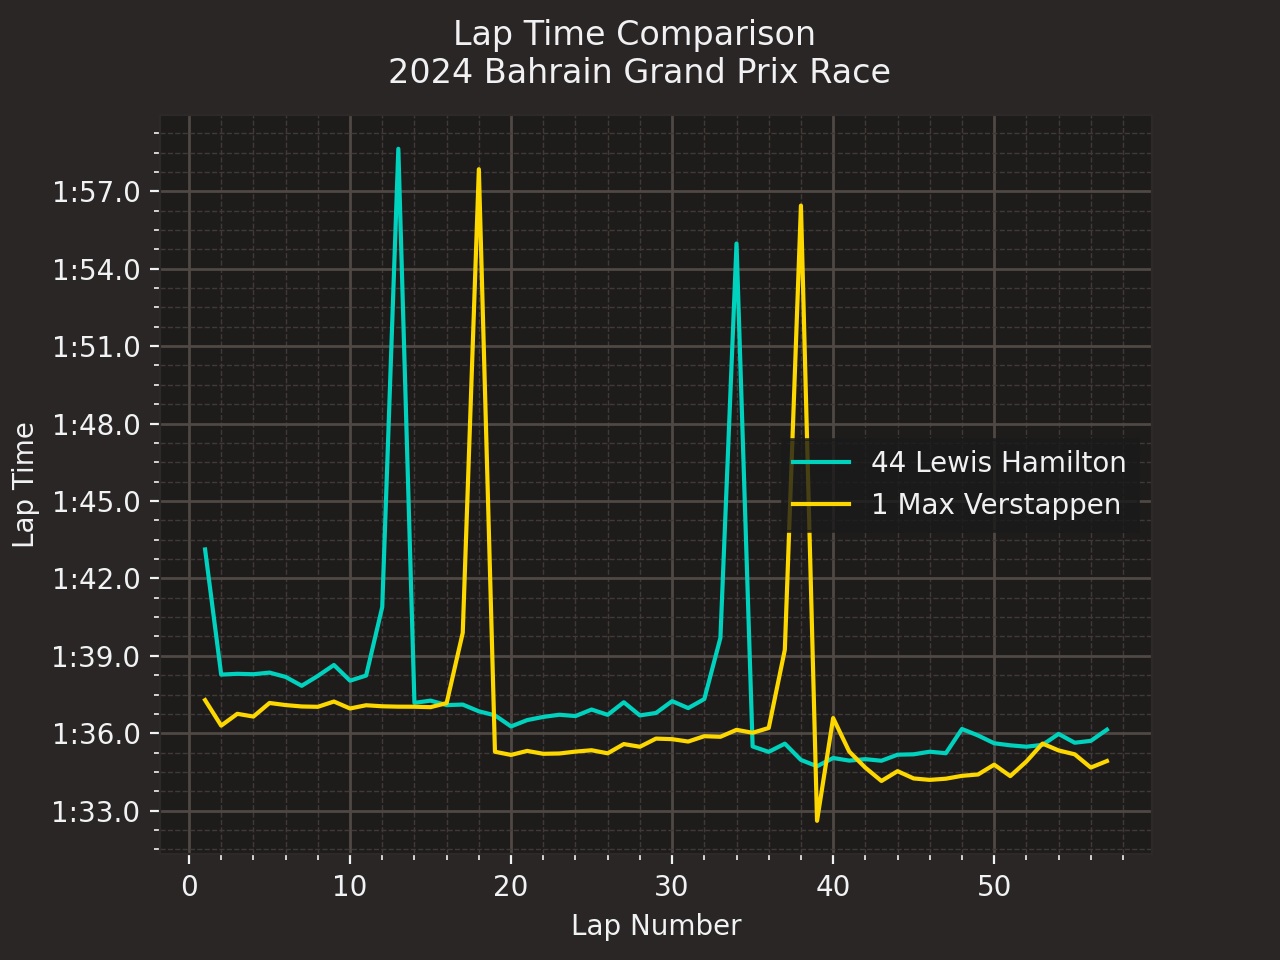 Lap Time Comparison
2024 Bahrain Grand Prix Race
1:57.0
1:54.0
1:51.0
1:48.0
1:45.0
1:42.0
1:39.0
1:36.0
1:33.0
Lap Time
44 Lewis Hamilton
1 Max Verstappen
0 10 20 30 40 50
Lap Number